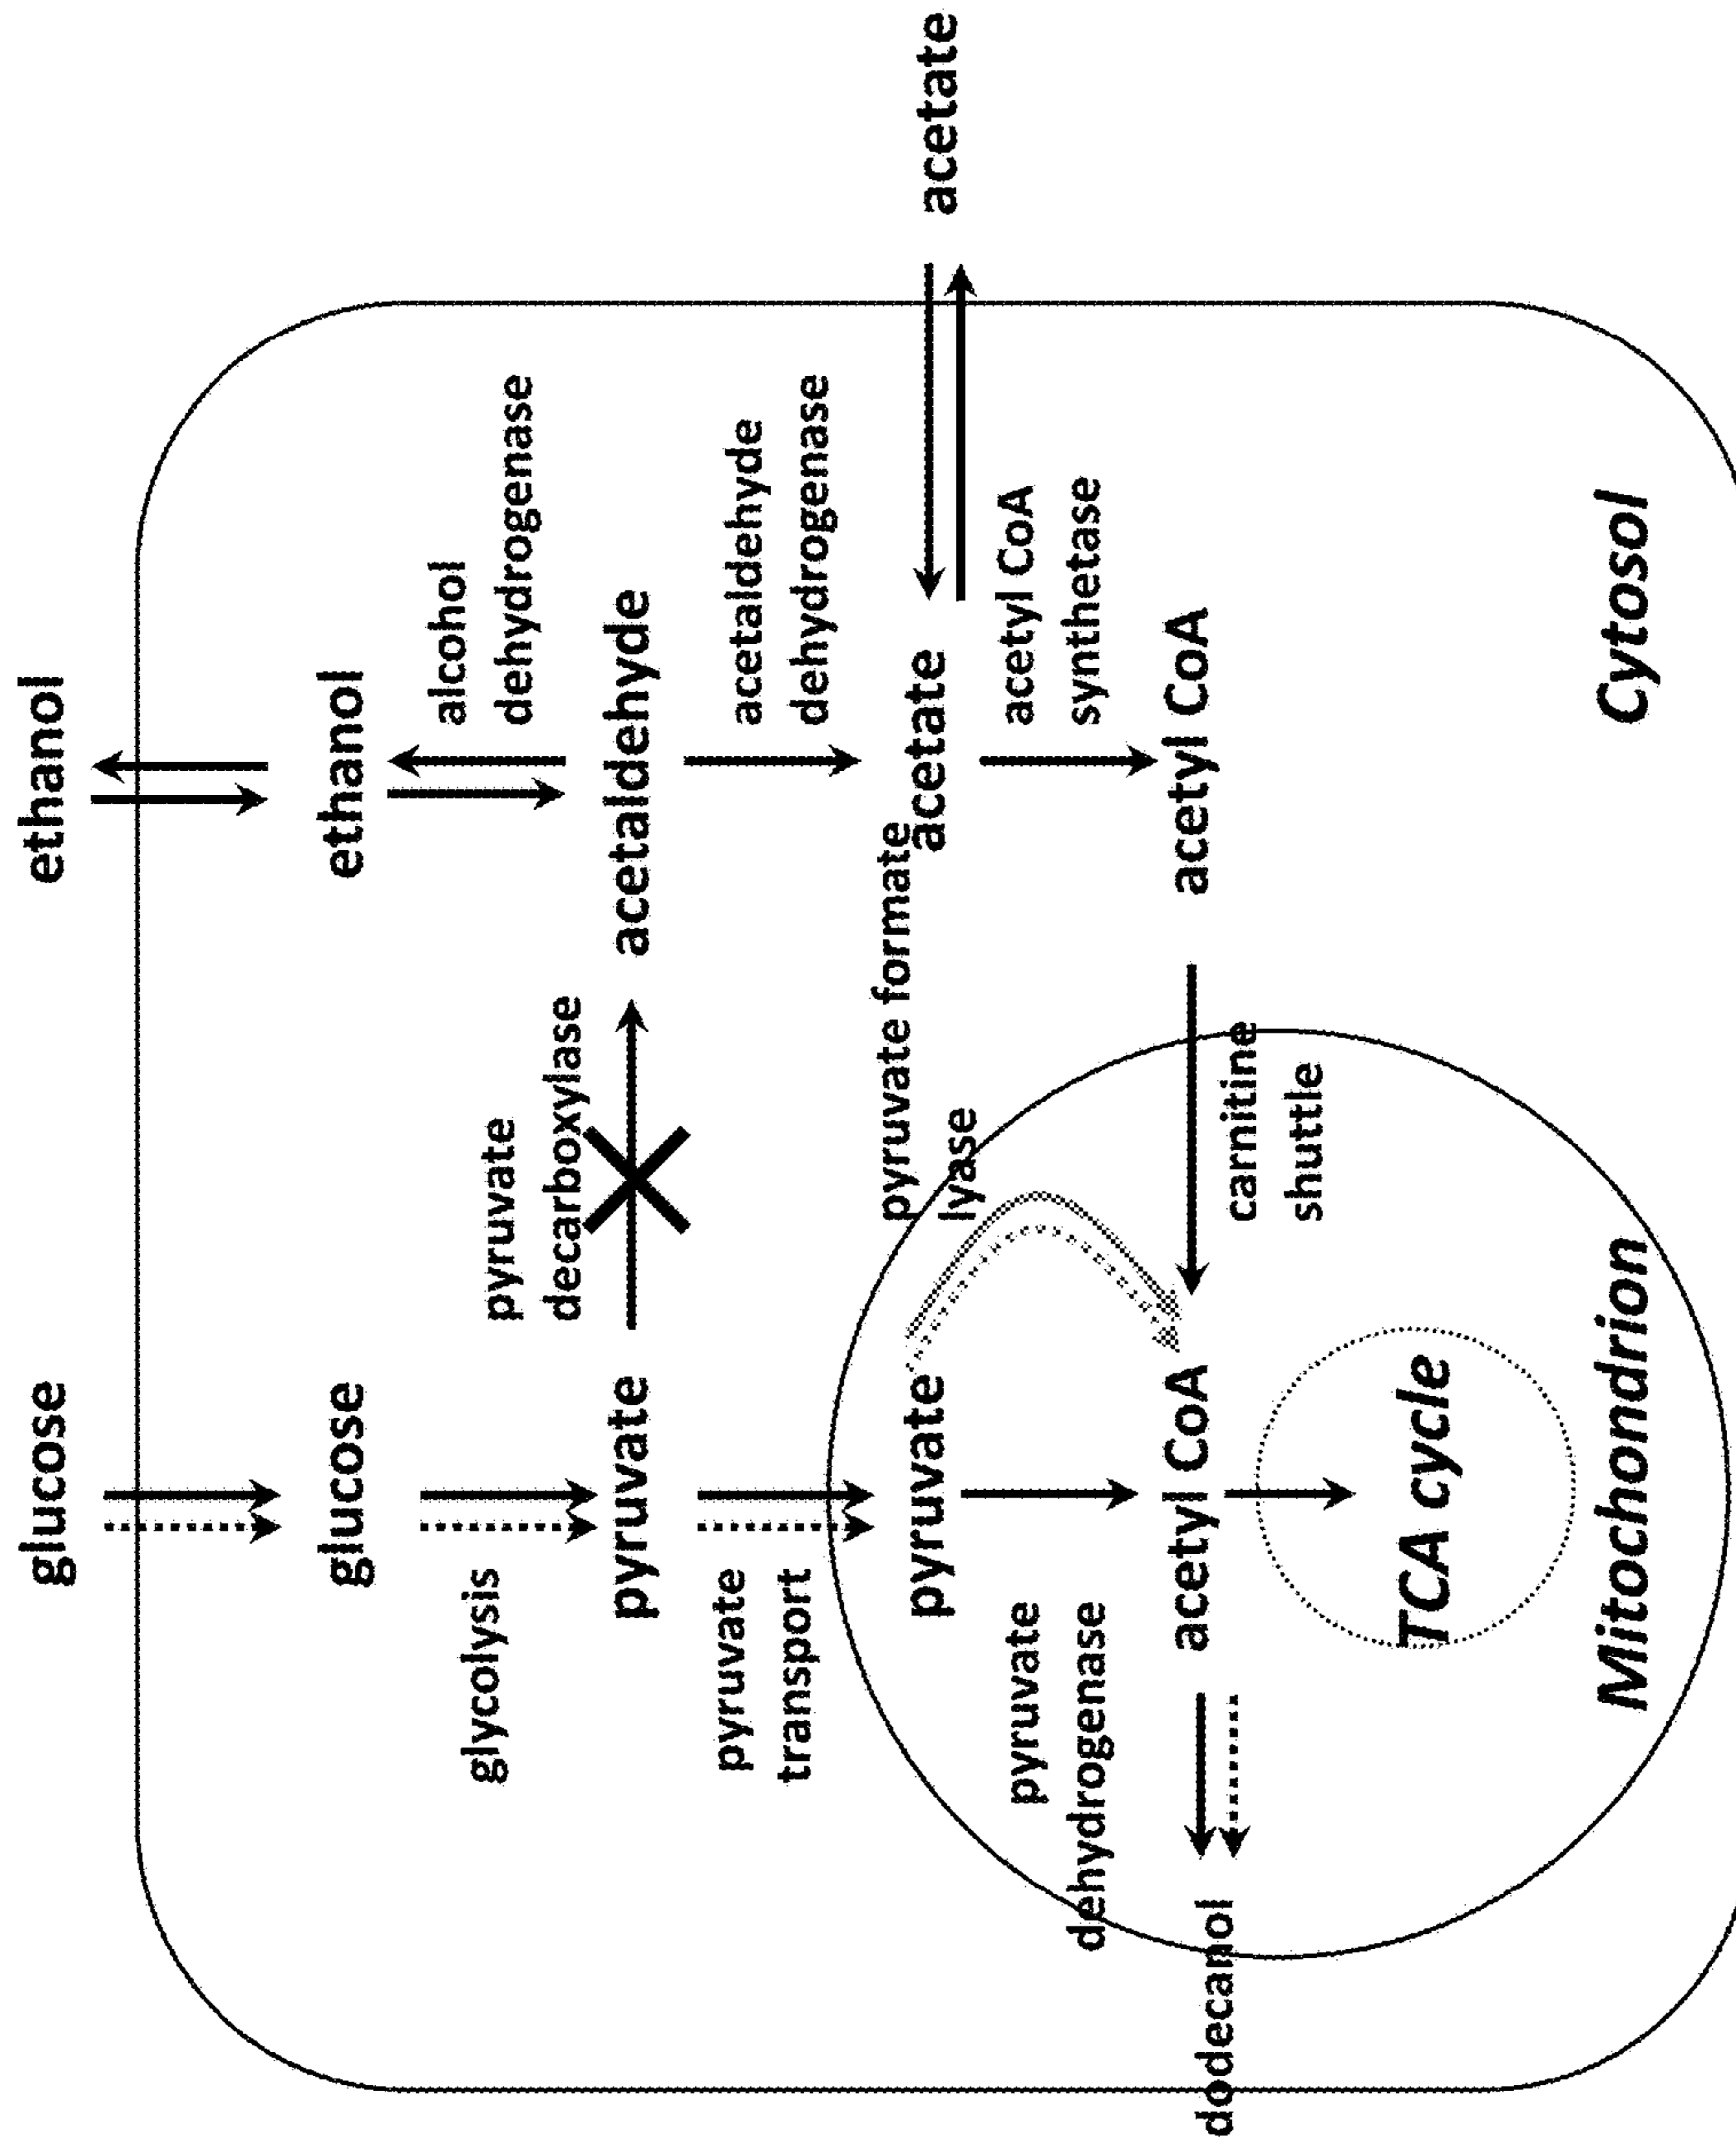 ethanol
glucose
ethanol
glucose
alcohol
dehydrogenase
pyruvate
decarboxylase
glycolysis
acetaldehyde
pyruvate
acetaldehyde
dehydrogenase
pyruvate
transport
acetate
acetate
pyruvate formate
lyase
pyruvate
acetyl CoA
synthetase
pyruvate
dehydrogenase
acetyl CoA
carnitine
shuttle
acetyl CoA
dodecanol
TCA cycle
Cytosol
Mitochondrion